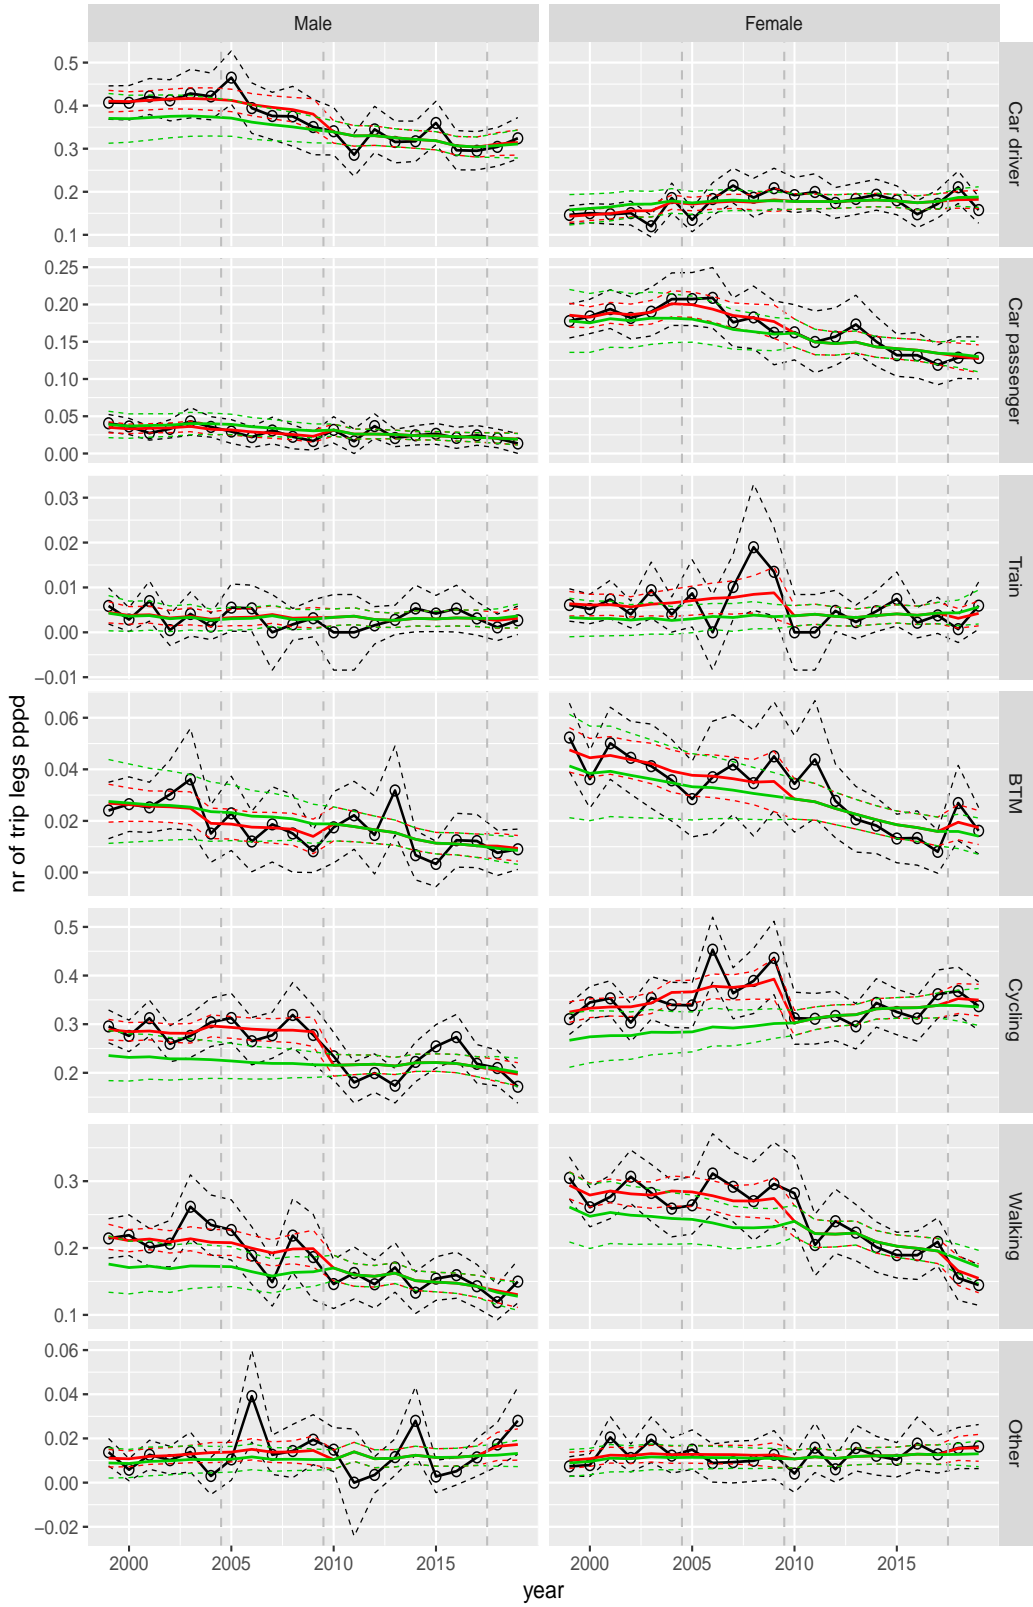 Male Female
0.5
0.4
0.3
0.2
0.1
Car driver
0.25
0.20
0.15
0.10
0.05
0.00
Car passenger
0.03
0.02
0.01
0.00
−0.01
Train
0.06
0.04
0.02
0.00
BTM
0.5
0.4
0.3
0.2
Cycling
0.3
0.2
0.1
Walking
0.06
0.04
0.02
0.00
−0.02
Other
2000 2005 2010 2015 2000 2005 2010 2015
year
nr of trip legs pppd